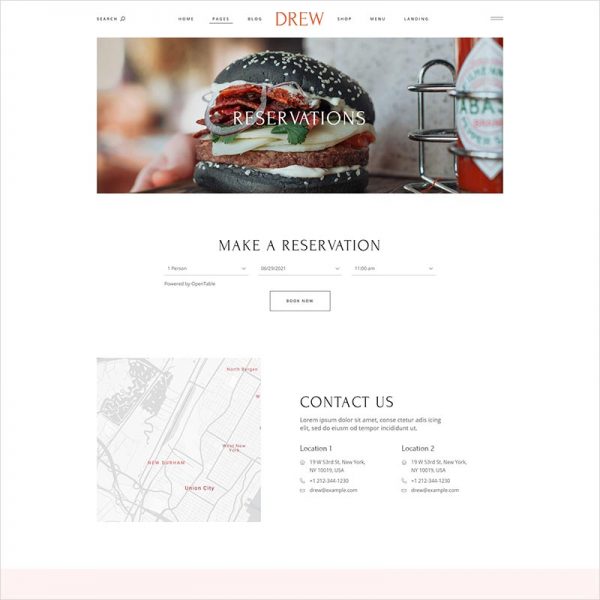 SEARCH
HOME
PAGES
BLOG
DREW
SHOP
MENU
LANDING
RESERVATIONS
MAKE A RESERVATION
1 Person
08/29/2021
11:00 am
Powered by OpenTable
BOOK NOW
North Bergen
West New
York
NEW DURHAM
Union City
CONTACT US
Lorem ipsum dolor sit amet, conse ctetur adic isicing
elit, sed do eiusm od tempor incididunt ut.
Location 1
19 W 53rd St, New York,
NY 10019, USA
+1 212-344-1230
drew@example.com
Location 2
19 W 53rd St, New York,
NY 10019, USA
+1 212-344-1230
drew@example.com